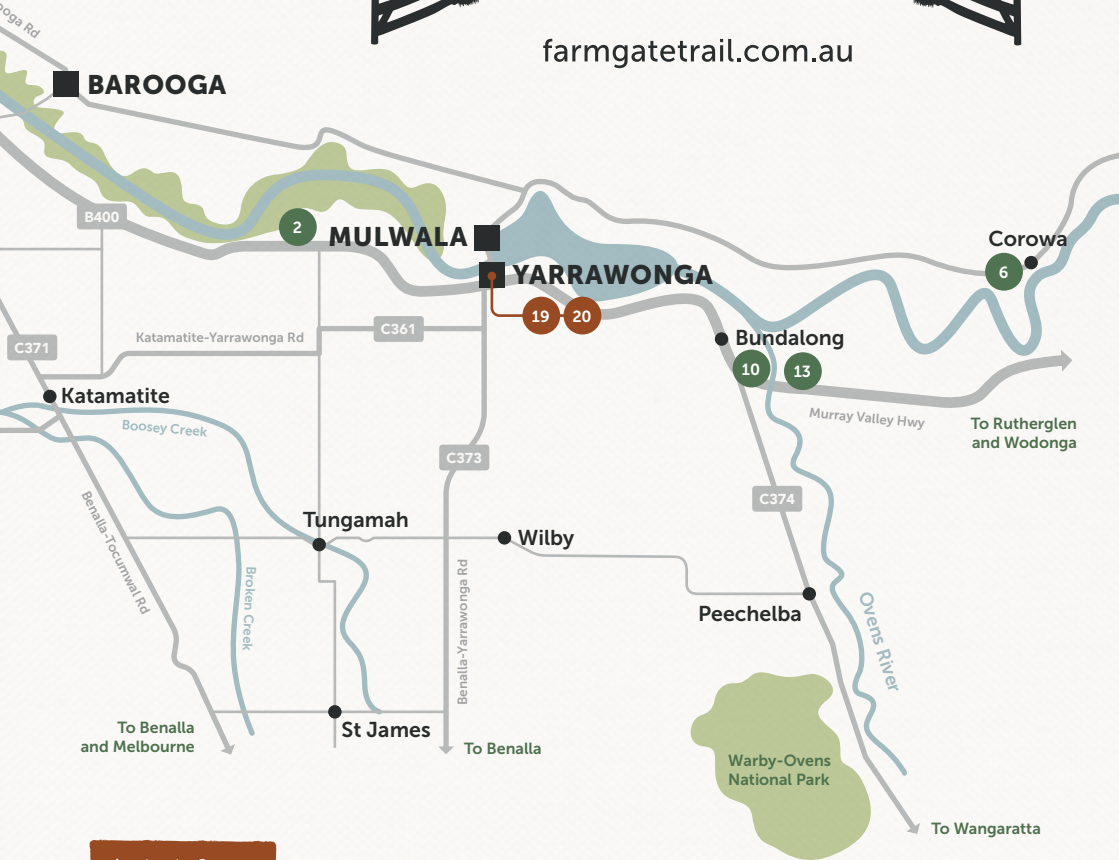 ooga Rd
farmgatetrail.com.au
BAROOGA
B400
2
MULWALA
YARRAWONGA
Corowa
6
19
20
Katamatite-Yarrawonga Rd
C361
C371
Bundalong
10
13
Katamatite
Boosey Creek
Murray Valley Hwy
To Rutherglen
and Wodonga
C373
C374
Benalla-Tocumwal Rd
Tungamah
Wilby
Broken Creek
Benalla-Yarrawonga Rd
Peechelba
Ovens River
To Benalla
and Melbourne
St James
To Benalla
Warby-Ovens
National Park
To Wangaratta